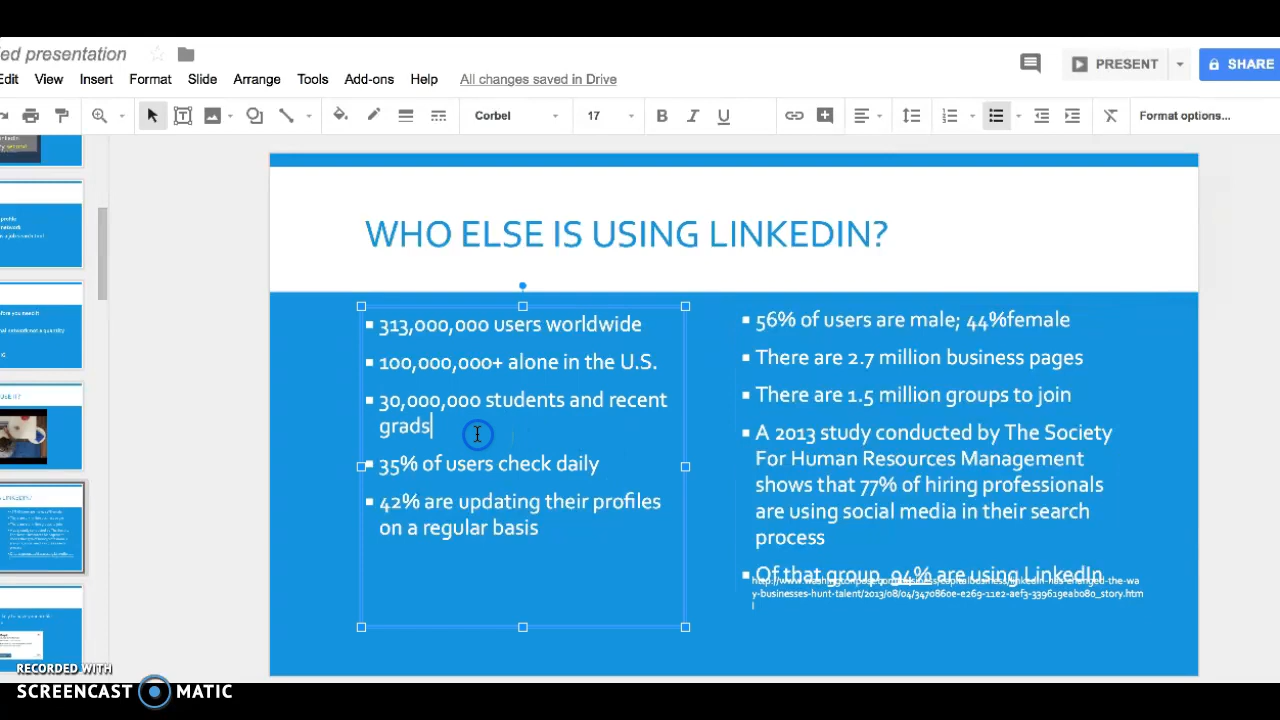 ed presentation
Edit View Insert Format Slide Arrange Tools Add-ons Help All changes saved in Drive
PRESENT
SHARE
Corbel 17 B I U Format options...
WHO ELSE IS USING LINKEDIN?
313,000,000 users worldwide
100,000,000+ alone in the U.S.
30,000,000 students and recent
grads
35% of users check daily
42% are updating their profiles
on a regular basis
56% of users are male; 44%female
There are 2.7 million business pages
There are 1.5 million groups to join
A 2013 study conducted by The Society
For Human Resources Management
shows that 77% of hiring professionals
are using social media in their search
process
Of that group, 94% are using LinkedIn
RECORDED WITH
SCREENCAST MATIC